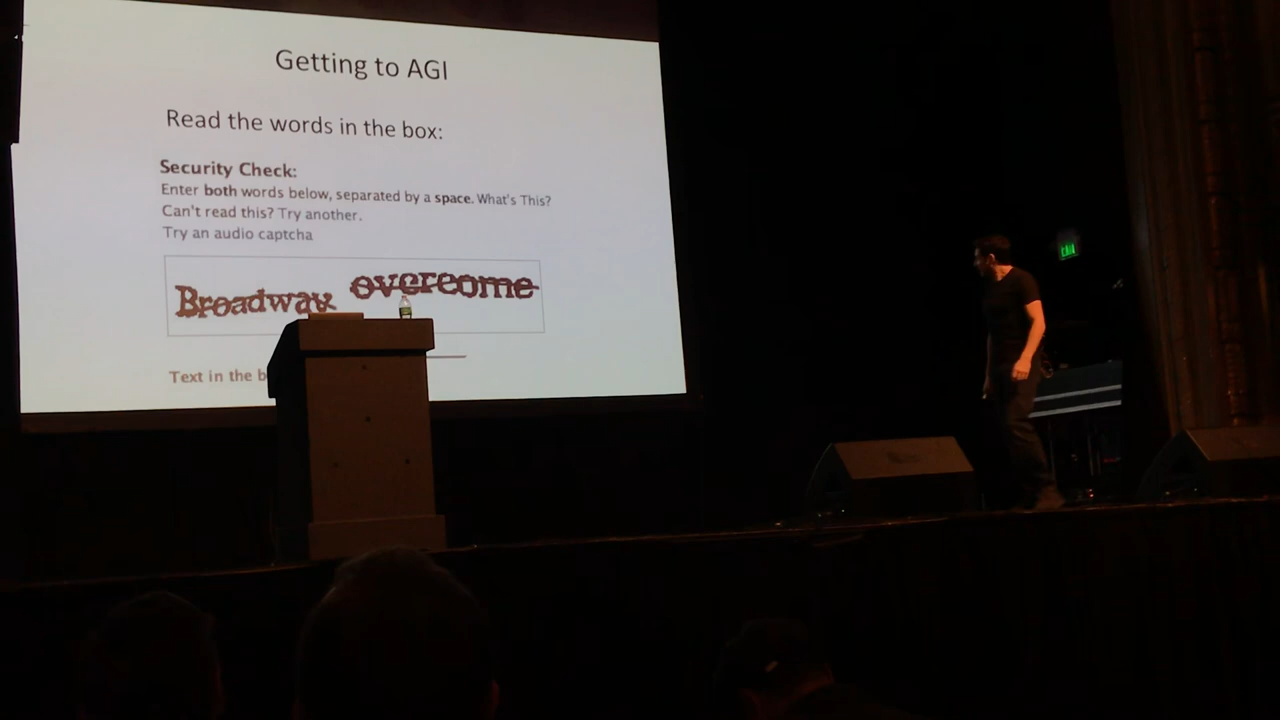 Getting to AGI
Read the words in the box:
Security Check:
Enter both words below, separated by a space. What's This?
Can't read this? Try another.
Try an audio captcha
Broadway overcome
Text in the b
EXIT